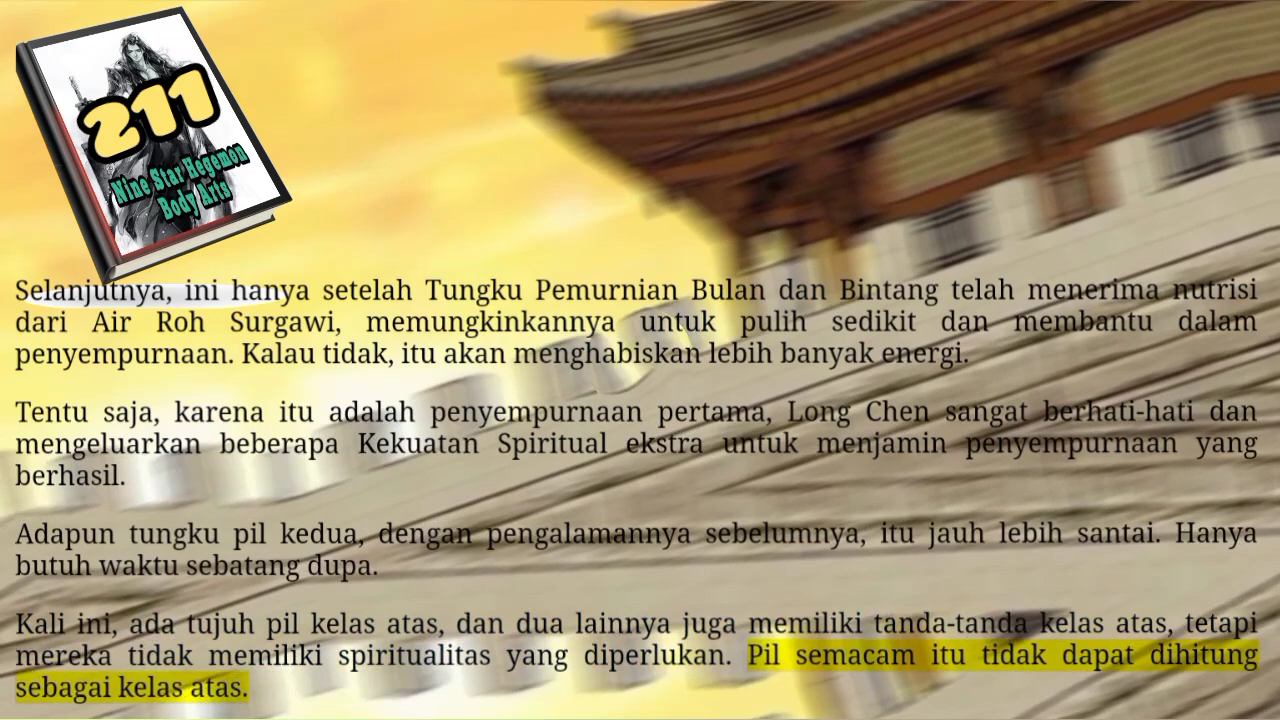 211
Nine Star Hegemon
Body Arts
Selanjutnya, ini hanya setelah Tungku Pemurnian Bulan dan Bintang telah menerima nutrisi
dari Air Roh Surgawi, memungkinkannya untuk pulih sedikit dan membantu dalam
penyempurnaan. Kalau tidak, itu akan menghabiskan lebih banyak energi.
Tentu saja, karena itu adalah penyempurnaan pertama, Long Chen sangat berhati-hati dan
mengeluarkan beberapa Kekuatan Spiritual ekstra untuk menjamin penyempurnaan yang
berhasil.
Adapun tungku pil kedua, dengan pengalamannya sebelumnya, itu jauh lebih santai. Hanya
butuh waktu sebatang dupa.
Kali ini, ada tujuh pil kelas atas, dan dua lainnya juga memiliki tanda-tanda kelas atas, tetapi
mereka tidak memiliki spiritualitas yang diperlukan. Pil semacam itu tidak dapat dihitung
sebagai kelas atas.